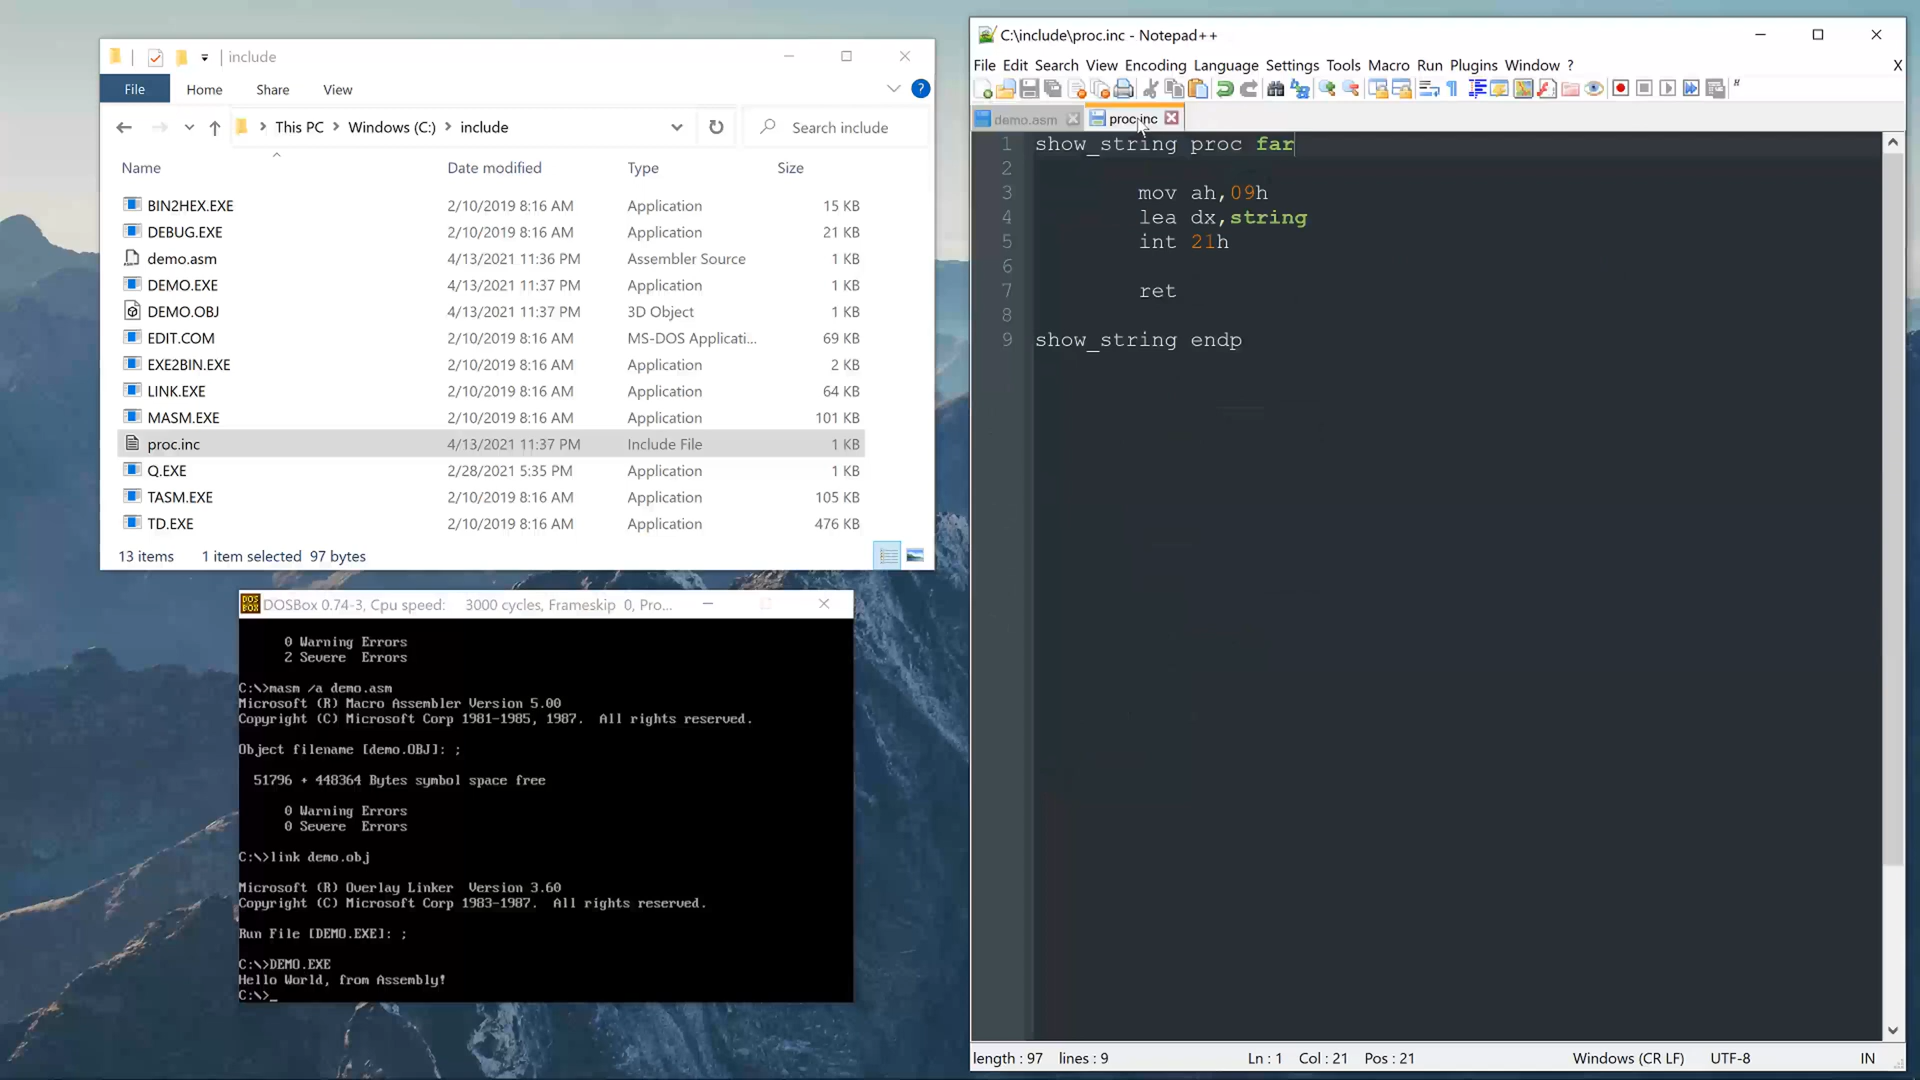 include
File Home Share View
This PC Windows (C:) include Search include
Name Date modified Type Size
BIN2HEX.EXE 2/10/2019 8:16 AM Application 15 KB
DEBUG.EXE 2/10/2019 8:16 AM Application 21 KB
demo.asm 4/13/2021 11:36 PM Assembler Source 1 KB
DEMO.EXE 4/13/2021 11:37 PM Application 1 KB
DEMO.OBJ 4/13/2021 11:37 PM 3D Object 1 KB
EDIT.COM 2/10/2019 8:16 AM MS-DOS Applicati... 69 KB
EXE2BIN.EXE 2/10/2019 8:16 AM Application 2 KB
LINK.EXE 2/10/2019 8:16 AM Application 64 KB
MASM.EXE 2/10/2019 8:16 AM Application 101 KB
proc.inc 4/13/2021 11:37 PM Include File 1 KB
Q.EXE 2/28/2021 5:35 PM Application 1 KB
TASM.EXE 2/10/2019 8:16 AM Application 105 KB
TD.EXE 2/10/2019 8:16 AM Application 476 KB
13 items 1 item selected 97 bytes
DOSBox 0.74-3, Cpu speed: 3000 cycles, Frameskip 0, Pro...
0 Warning Errors
2 Severe Errors
C:\>masm /a demo.asm
Microsoft (R) Macro Assembler Version 5.00
Copyright (C) Microsoft Corp 1981-1985, 1987. All rights reserved.
Object filename [demo.OBJ]: ;
51796 + 448364 Bytes symbol space free
0 Warning Errors
0 Severe Errors
C:\>link demo.obj
Microsoft (R) Overlay Linker Version 3.60
Copyright (C) Microsoft Corp 1983-1987. All rights reserved.
Run File [DEMO.EXE]: ;
C:\>DEMO.EXE
Hello World, from Assembly!
C:\>_
C:\include\proc.inc - Notepad++
File Edit Search View Encoding Language Settings Tools Macro Run Plugins Window ? X
demo.asm proc.inc
1 show_string proc far
2
3 mov ah,09h
4 lea dx,string
5 int 21h
6
7 ret
8
9 show_string endp
length : 97 lines : 9 Ln : 1 Col : 21 Pos : 21 Windows (CR LF) UTF-8 IN